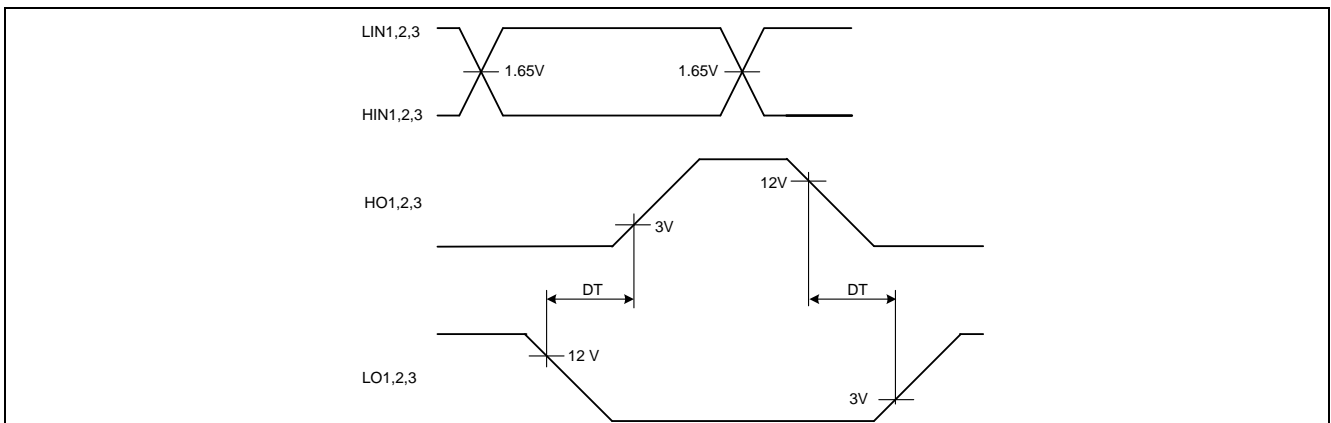 LIN1,2,3
1.65V 1.65V
HIN1,2,3
HO1,2,3
12V
3V
DT DT
12 V
LO1,2,3
3V